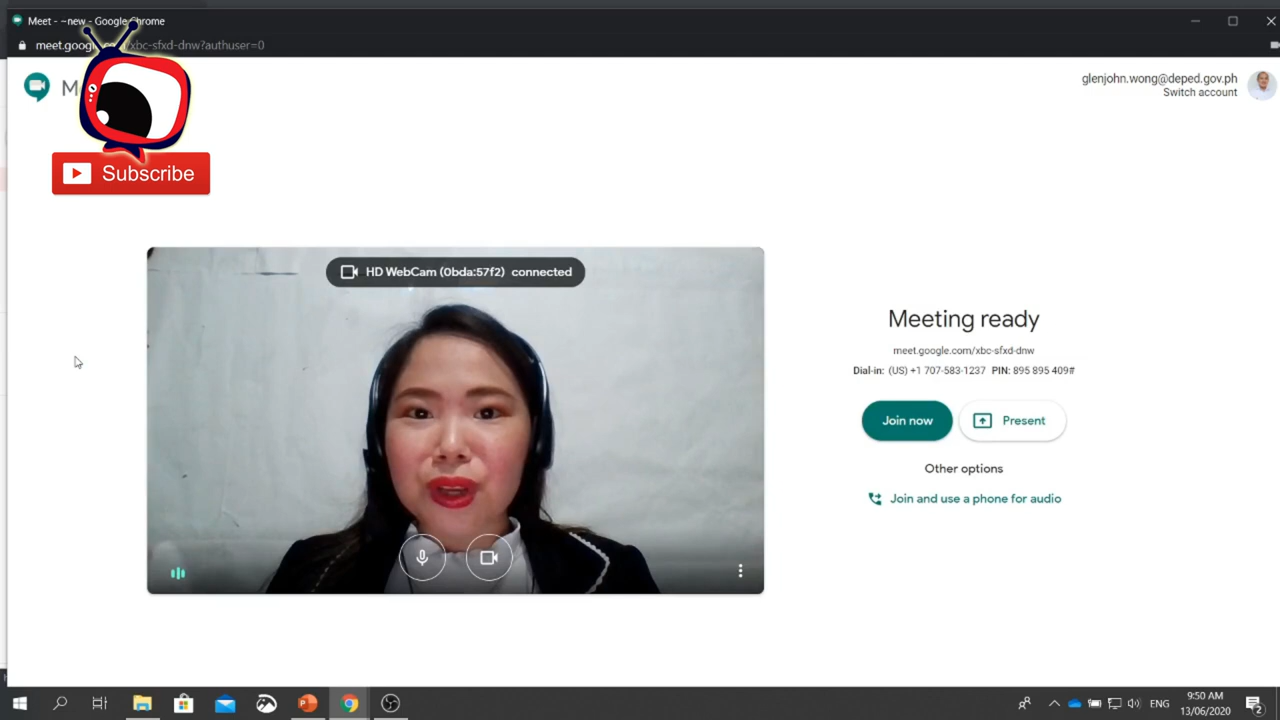 Meet - ~new - Google Chrome
meet.goog /xbc-sfxd-dnw?authuser=0
M
glenjohn.wong@deped.gov.ph
Switch account
Subscribe
HD WebCam (0bda:57f2) connected
Meeting ready
meet.google.com/xbc-sfxd-dnw
Dial-in: (US) +1 707-583-1237 PIN: 895 895 409#
Join now
Present
Other options
Join and use a phone for audio
ENG
9:50 AM
13/06/2020
2